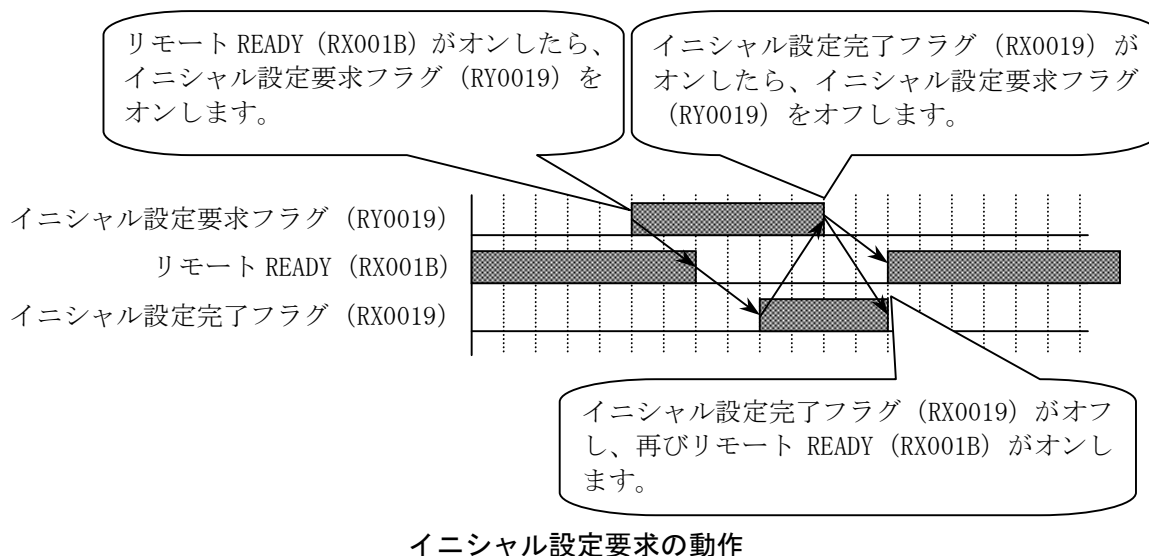 リモート READY（RX001B）がオンしたら、
イニシャル設定要求フラグ（RY0019）を
オンします。
イニシャル設定完了フラグ（RX0019）が
オンしたら、イニシャル設定要求フラグ
（RY0019）をオフします。
イニシャル設定要求フラグ（RY0019）
リモート READY（RX001B）
イニシャル設定完了フラグ（RX0019）
イニシャル設定完了フラグ（RX0019）がオフ
し、再びリモート READY（RX001B）がオンし
ます。
イニシャル設定要求の動作